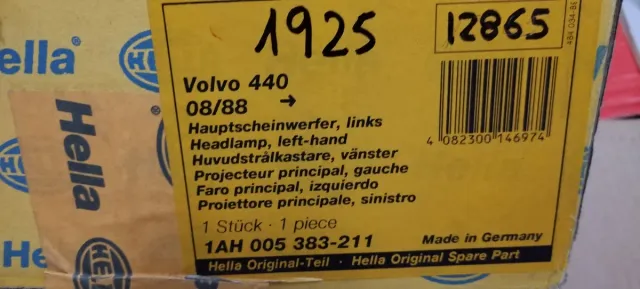 1925
12865
Volvo 440
08/88 →
Hauptscheinwerfer, links
Headlamp, left-hand
Huvudstrålkastare, vänster
Projecteur principal, gauche
Faro principal, izquierdo
Proiettore principale, sinistro
4 082300 146974
1 Stück · 1 piece
1AH 005 383-211
Made in Germany
Hella Original-Teil · Hella Original Spare Part
ella
HELLA
Hella
HELLA